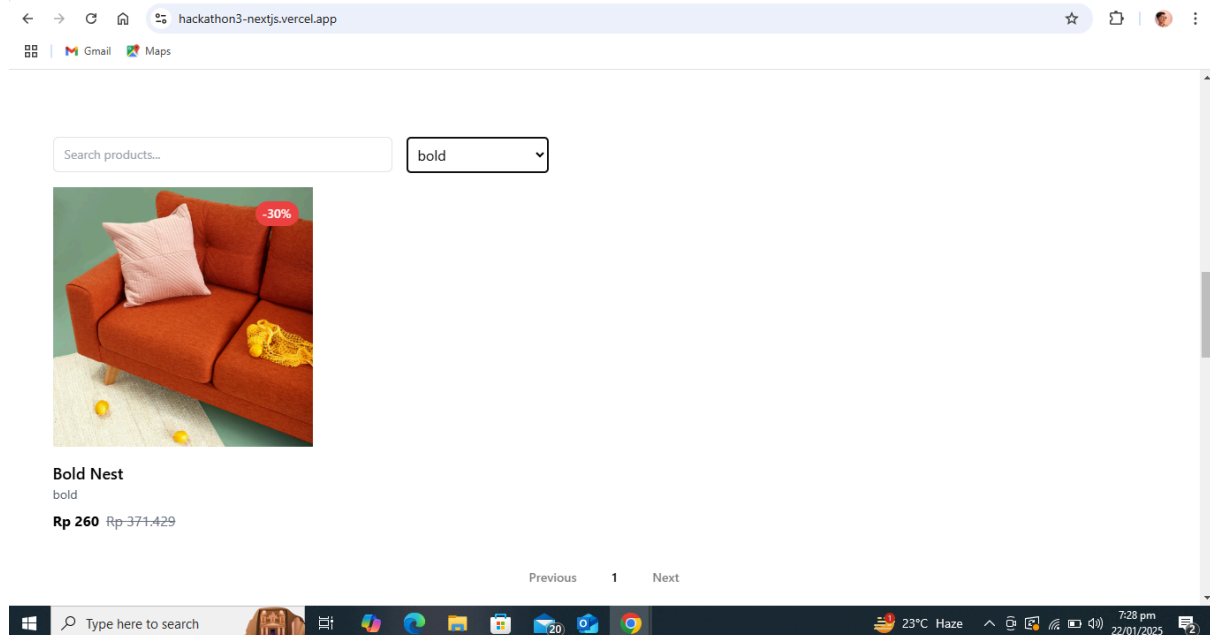 hackathon3-nextjs.vercel.app
Gmail Maps
Search products...
bold
-30%
Bold Nest
bold
Rp 260 Rp 371.429
Previous 1 Next
Type here to search
20
23°C Haze
7:28 pm
22/01/2025
2